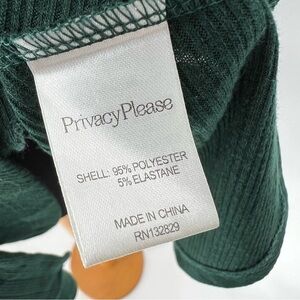 PrivacyPlease
SHELL: 95% POLYESTER
5% ELASTANE
MADE IN CHINA
RN132829